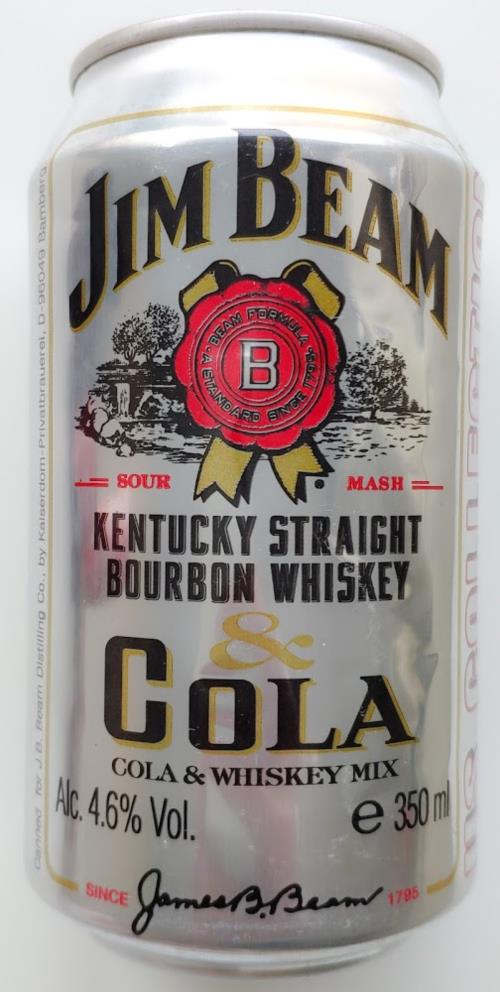 JIM BEAM
BEAM FORMULA
B
A STANDARD SINCE 1795
SOUR MASH
KENTUCKY STRAIGHT
BOURBON WHISKEY
&
COLA
COLA & WHISKEY MIX
Alc. 4.6% Vol.
e 350 ml
SINCE James B. Beam 1795
Canned for J.B. Beam Distilling Co., by Kaiserdom-Privatbrauerei, D-96049 Bamberg